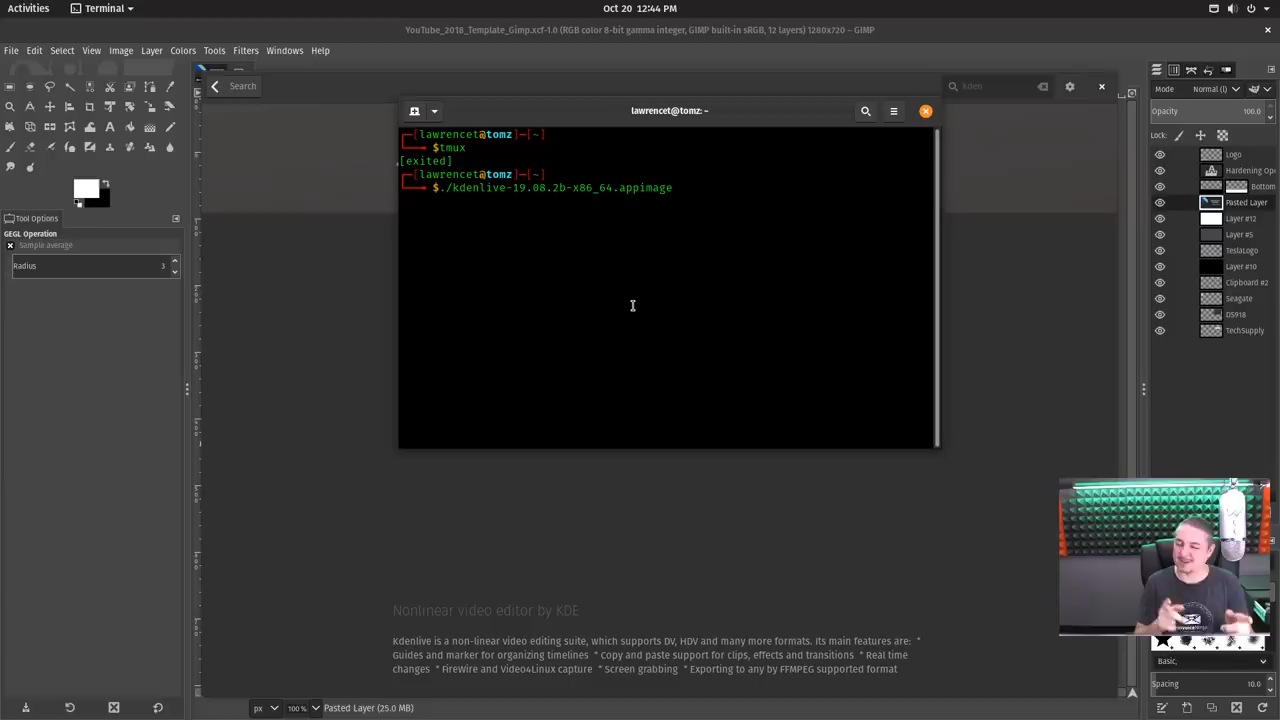 Activities
Terminal
Oct 20 12:44 PM
YouTube_2018_Template_Gimp.xcf-1.0 (RGB color 8-bit gamma integer, GIMP built-in sRGB, 12 layers) 1280x720 – GIMP
File Edit Select View Image Layer Colors Tools Filters Windows Help
Search
kden
Mode Normal (l)
Opacity 100.0
Lock:
lawrencet@tomz: ~
┌─[lawrencet@tomz]─[~]
└──╼ $tmux
[exited]
┌─[lawrencet@tomz]─[~]
└──╼ $./kdenlive-19.08.2b-x86_64.appimage
Tool Options
GEGL Operation
Sample average
Radius 3
Logo
Hardening Ope
Bottom
Pasted Layer
Layer #12
Layer #5
TeslaLogo
Layer #10
Clipboard #2
Seagate
DS918
TechSupply
Nonlinear video editor by KDE
Kdenlive is a non-linear video editing suite, which supports DV, HDV and many more formats. Its main features are: *
Guides and marker for organizing timelines * Copy and paste support for clips, effects and transitions * Real time
changes * FireWire and Video4Linux capture * Screen grabbing * Exporting to any by FFMPEG supported format
Basic,
Spacing 10.0
px 100 % Pasted Layer (25.0 MB)